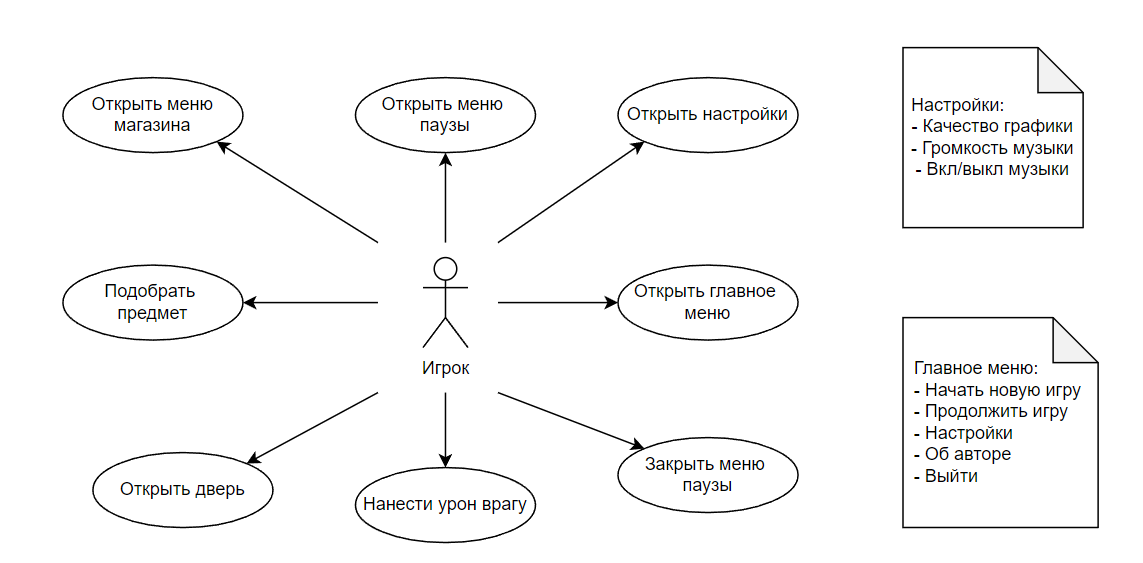 Открыть меню
магазина
Открыть меню
паузы
Открыть настройки
Настройки:
- Качество графики
- Громкость музыки
- Вкл/выкл музыки
Подобрать
предмет
Игрок
Открыть главное
меню
Главное меню:
- Начать новую игру
- Продолжить игру
- Настройки
- Об авторе
- Выйти
Открыть дверь
Нанести урон врагу
Закрыть меню
паузы